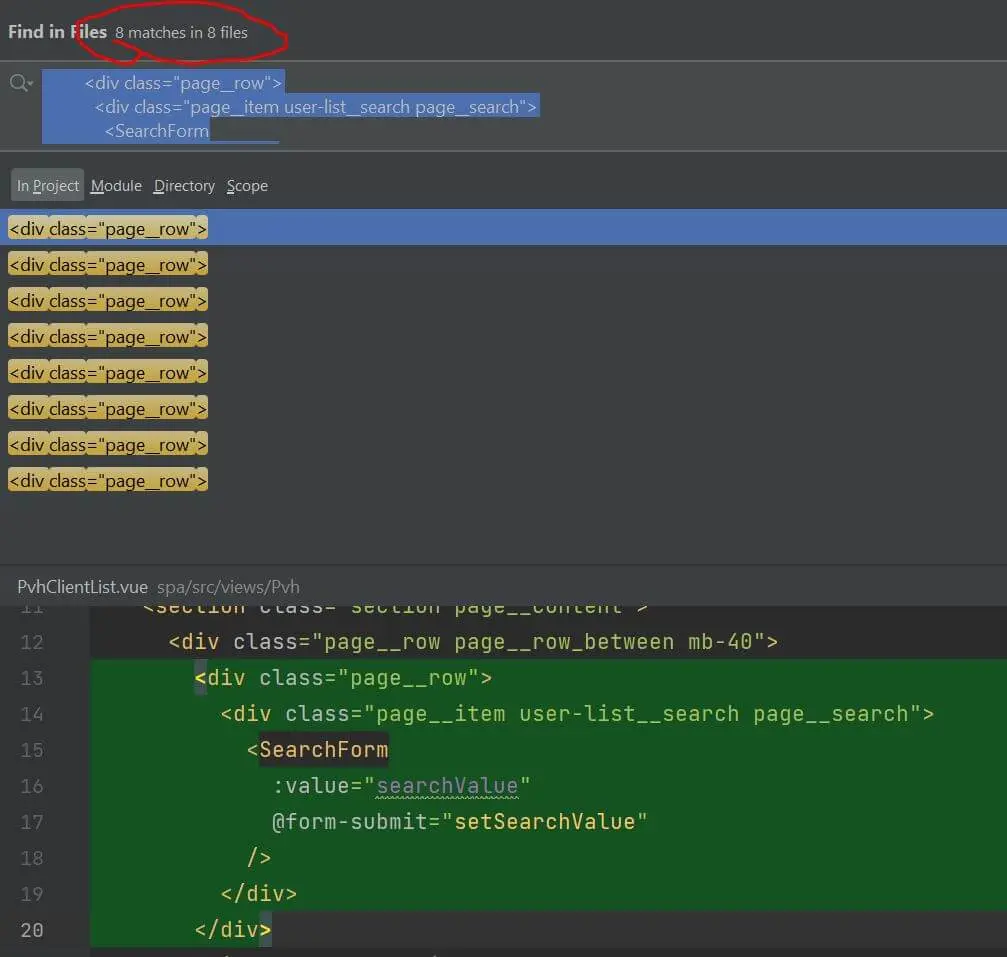 Find in Files 8 matches in 8 files
<div class="page__row">
<div class="page__item user-list__search page__search">
<SearchForm
In Project Module Directory Scope
<div class="page__row">
<div class="page__row">
<div class="page__row">
<div class="page__row">
<div class="page__row">
<div class="page__row">
<div class="page__row">
<div class="page__row">
PvhClientList.vue spa/src/views/Pvh
11 <section class="section page__content">
12 <div class="page__row page__row_between mb-40">
13 <div class="page__row">
14 <div class="page__item user-list__search page__search">
15 <SearchForm
16 :value="searchValue"
17 @form-submit="setSearchValue"
18 />
19 </div>
20 </div>